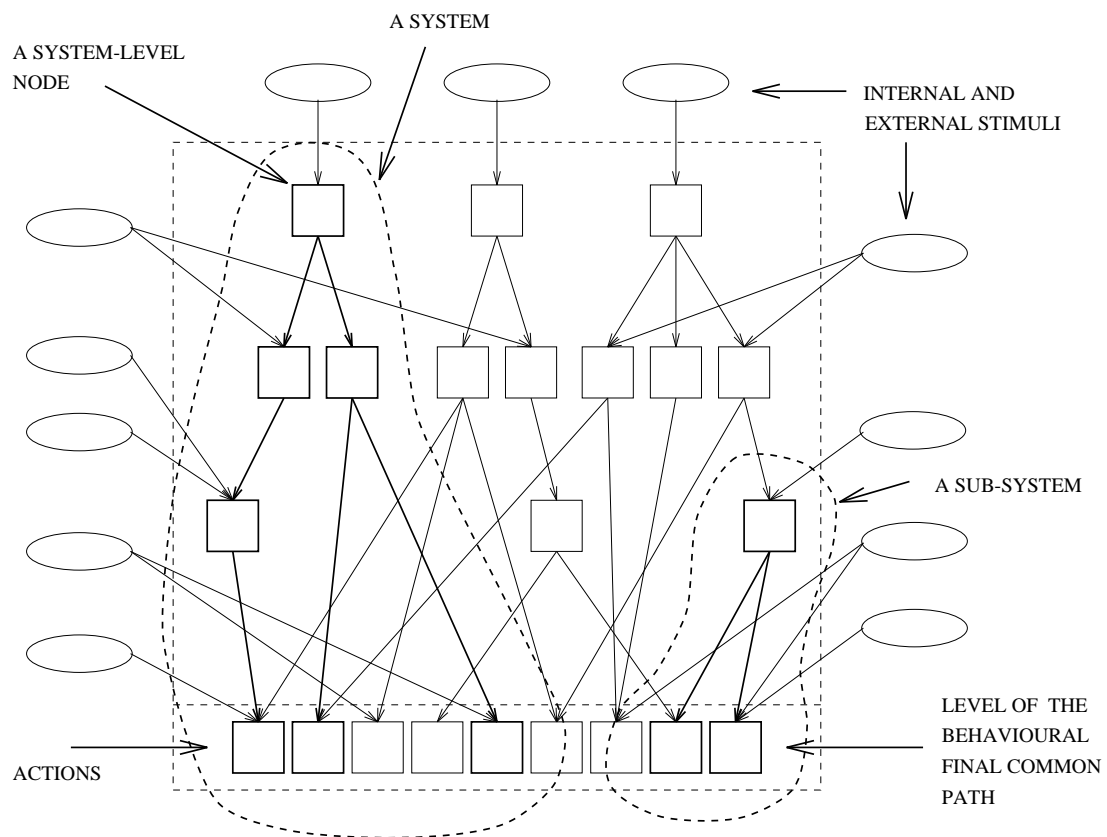 A SYSTEM
A SYSTEM-LEVEL
NODE
INTERNAL AND
EXTERNAL STIMULI
A SUB-SYSTEM
ACTIONS
LEVEL OF THE
BEHAVIOURAL
FINAL COMMON
PATH